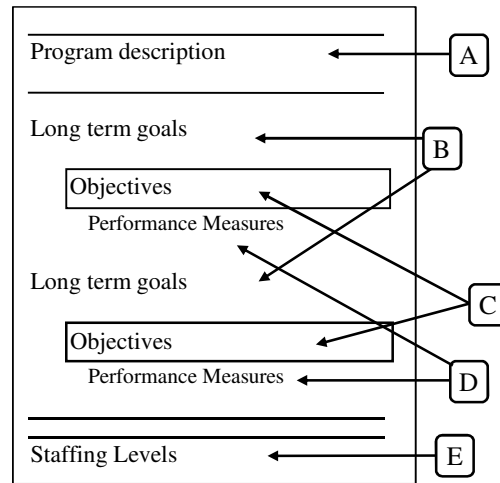 Program description
A
Long term goals
B
Objectives
Performance Measures
Long term goals
C
Objectives
Performance Measures
D
Staffing Levels
E